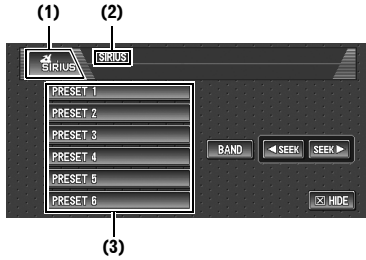 (1) (2)
SIRIUS SIRIUS
PRESET 1
PRESET 2
PRESET 3
PRESET 4
PRESET 5
PRESET 6
BAND ◄ SEEK SEEK ►
☒ HIDE
(3)